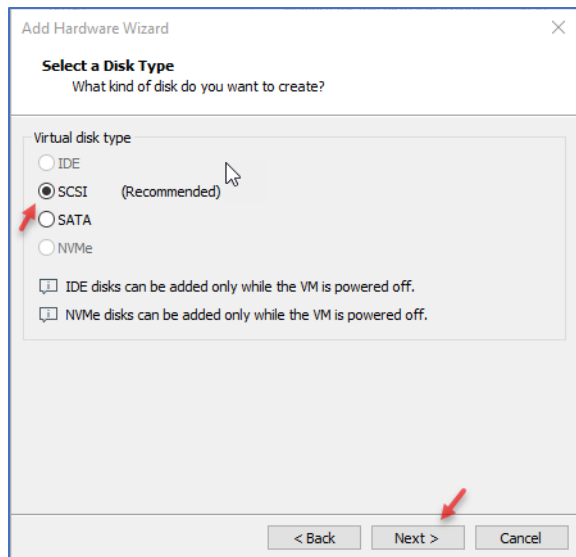 Add Hardware Wizard
Select a Disk Type
What kind of disk do you want to create?
Virtual disk type
IDE
SCSI (Recommended)
SATA
NVMe
IDE disks can be added only while the VM is powered off.
NVMe disks can be added only while the VM is powered off.
< Back Next > Cancel